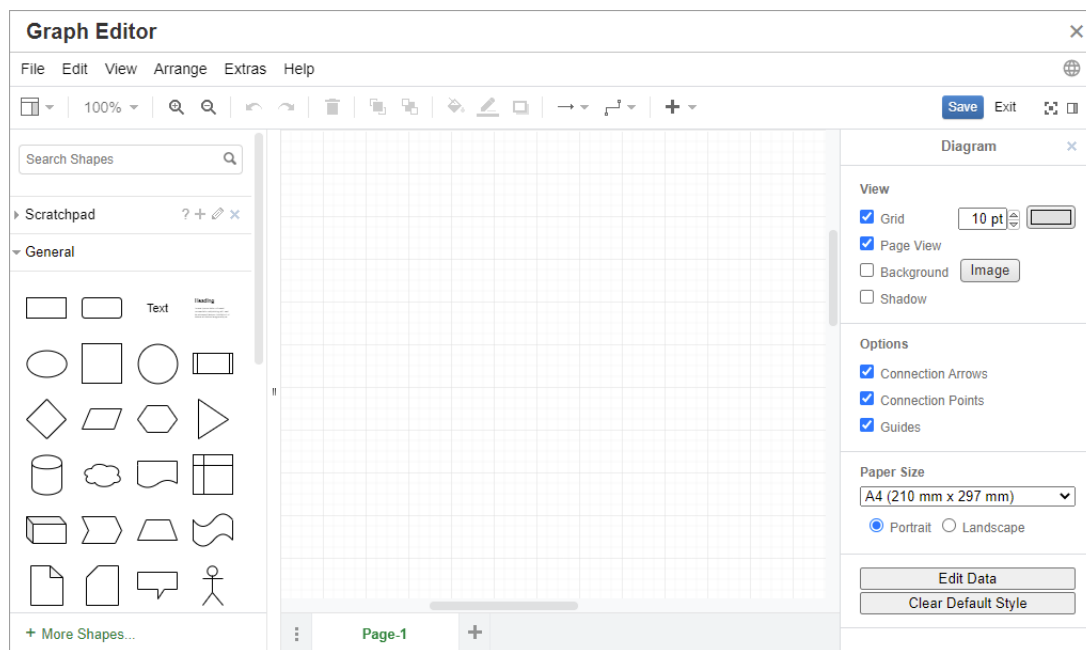 Graph Editor
File Edit View Arrange Extras Help
100%
Save Exit
Search Shapes
Scratchpad ?
General
Text Heading
+ More Shapes...
Page-1
Diagram
View
Grid 10 pt
Page View
Background Image
Shadow
Options
Connection Arrows
Connection Points
Guides
Paper Size
A4 (210 mm x 297 mm)
Portrait Landscape
Edit Data
Clear Default Style